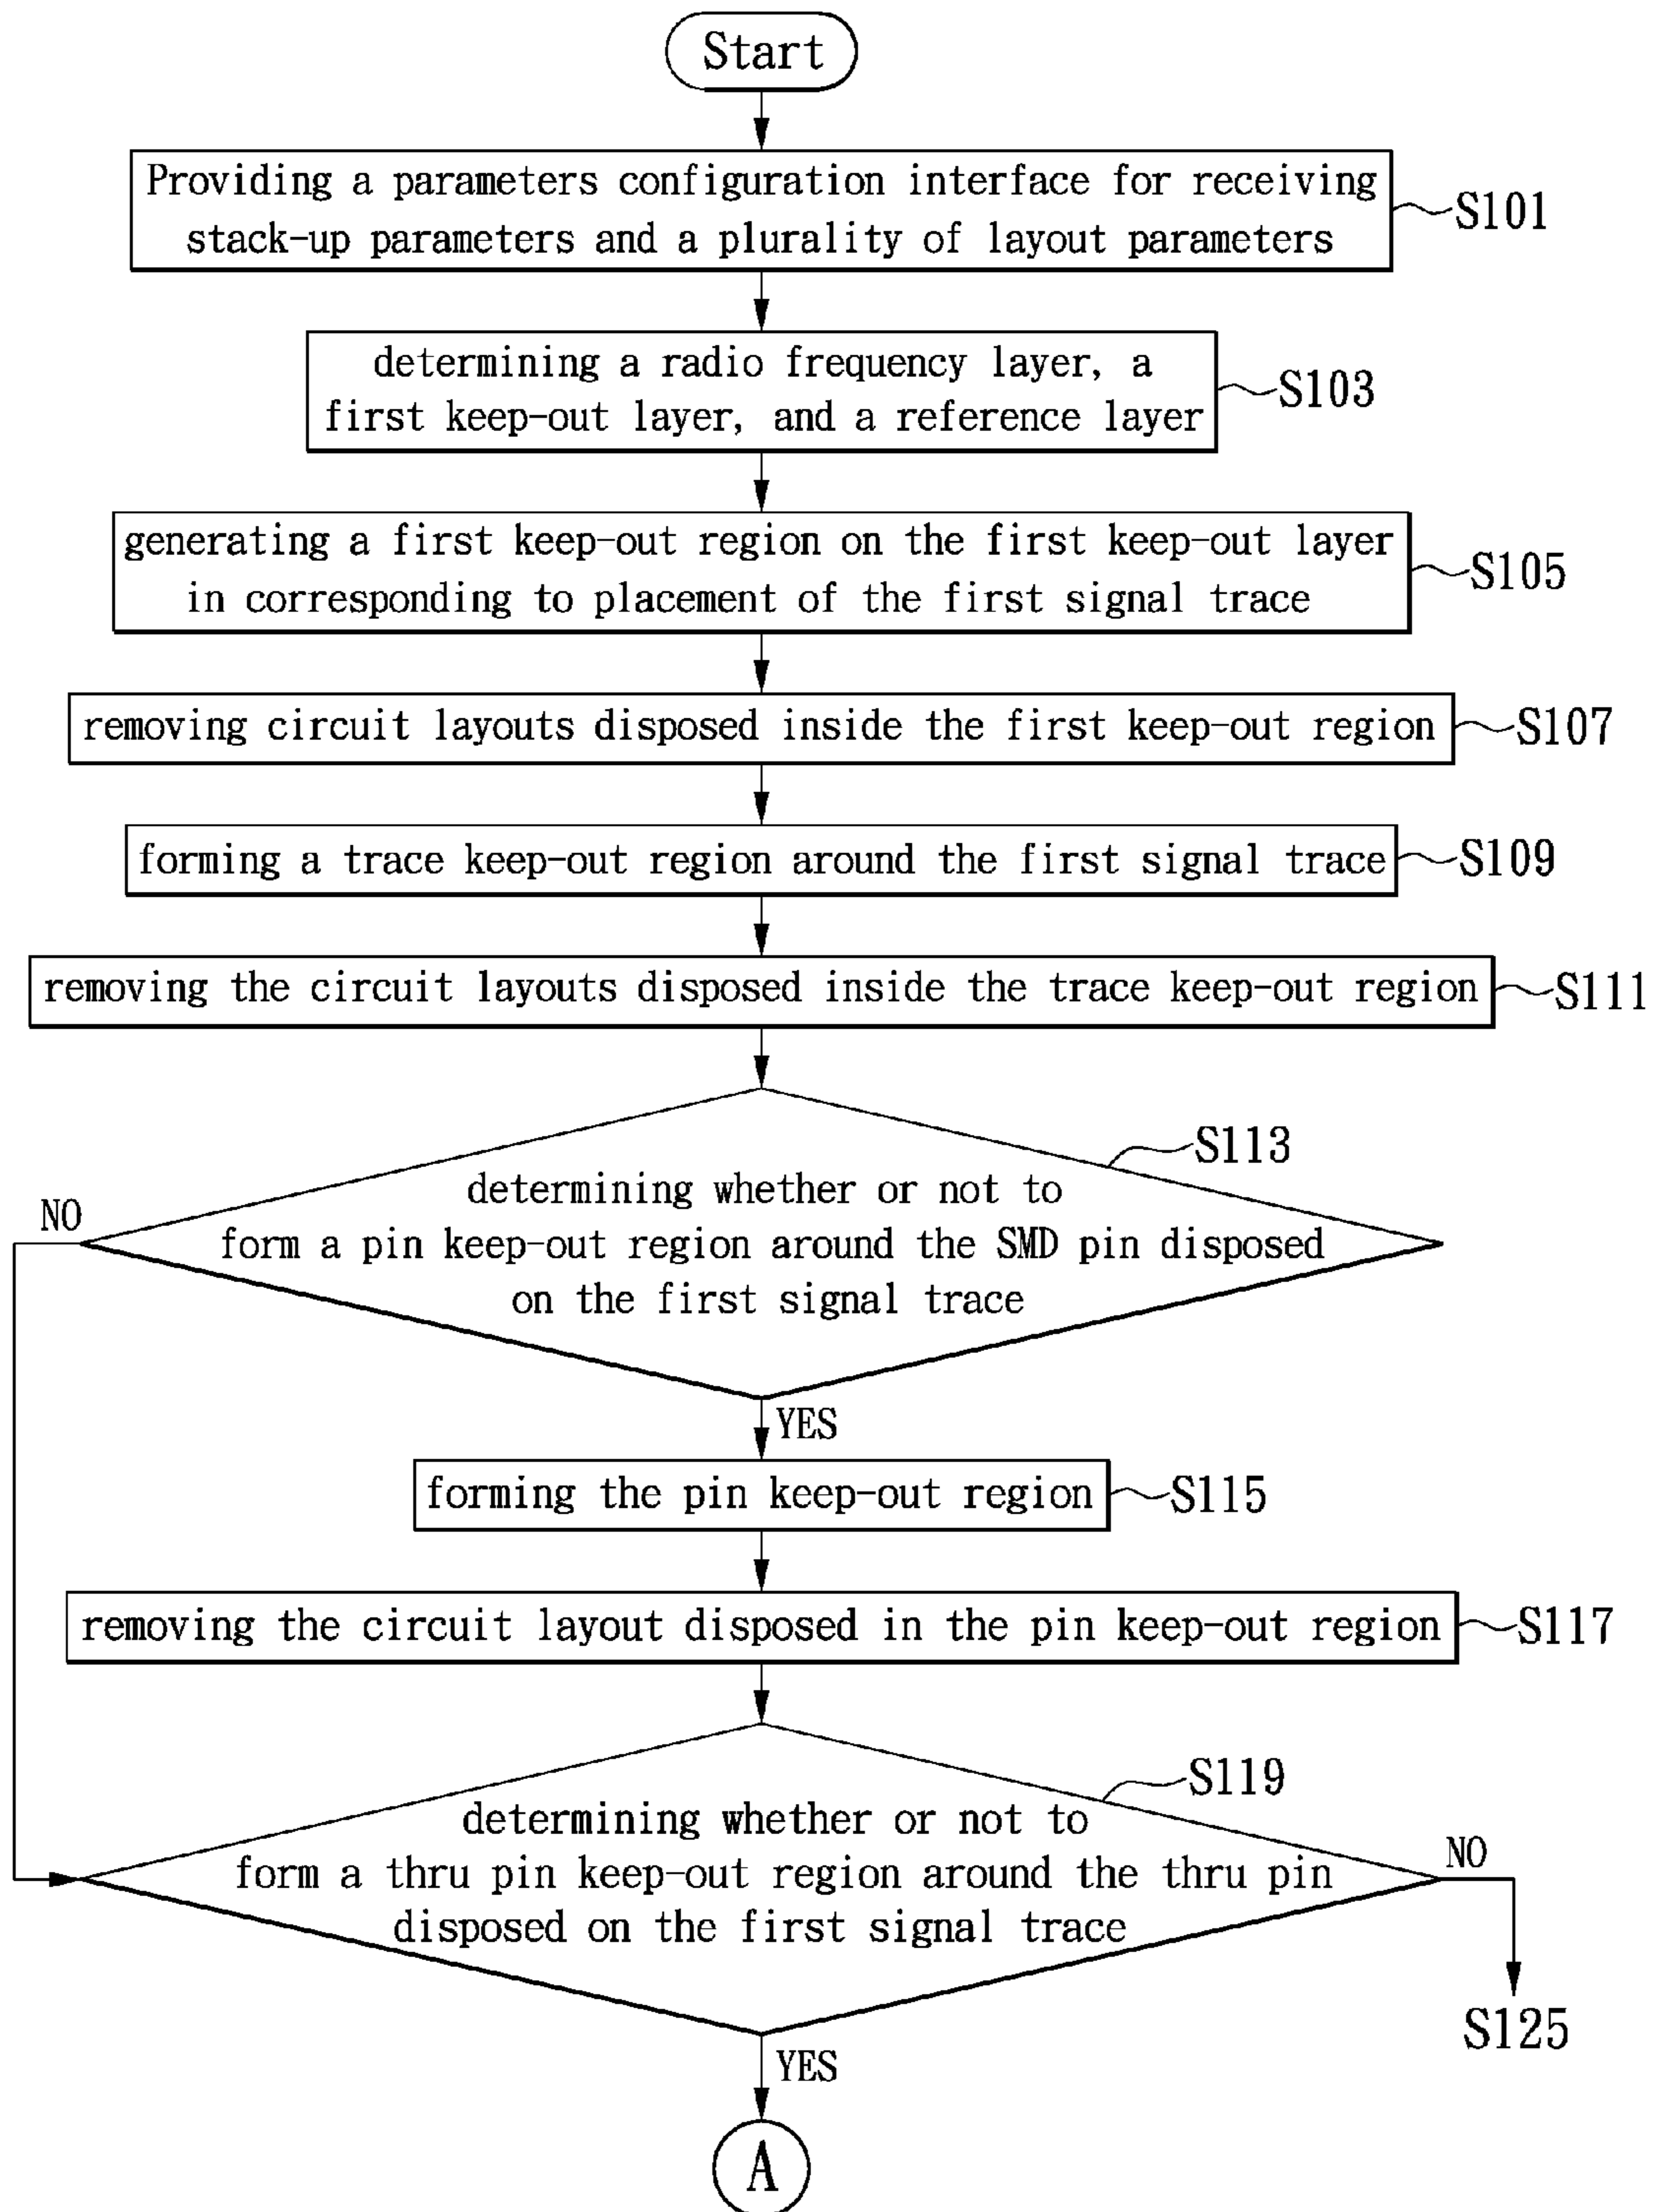 Start
Providing a parameters configuration interface for receiving
stack-up parameters and a plurality of layout parameters
S101
determining a radio frequency layer, a
first keep-out layer, and a reference layer
S103
generating a first keep-out region on the first keep-out layer
in corresponding to placement of the first signal trace
S105
removing circuit layouts disposed inside the first keep-out region
S107
forming a trace keep-out region around the first signal trace
S109
removing the circuit layouts disposed inside the trace keep-out region
S111
S113
determining whether or not to
form a pin keep-out region around the SMD pin disposed
on the first signal trace
NO
YES
forming the pin keep-out region
S115
removing the circuit layout disposed in the pin keep-out region
S117
S119
determining whether or not to
form a thru pin keep-out region around the thru pin
disposed on the first signal trace
NO
S125
YES
A